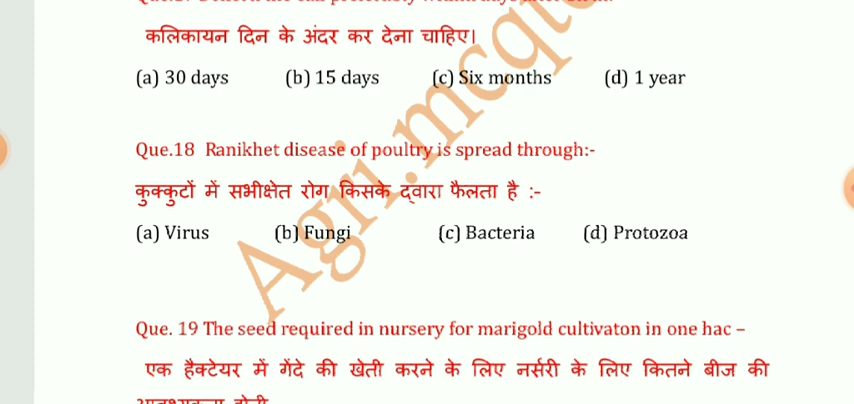 कलिकायन दिन के अंदर कर देना चाहिए।
(a) 30 days (b) 15 days (c) Six months (d) 1 year
Que.18 Ranikhet disease of poultry is spread through:-
कुक्कुटों में सभीक्षेत रोग किसके द्वारा फैलता है :-
(a) Virus (b) Fungi (c) Bacteria (d) Protozoa
Que. 19 The seed required in nursery for marigold cultivaton in one hac –
एक हैक्टेयर में गेंदे की खेती करने के लिए नर्सरी के लिए कितने बीज की
Agri.mcq